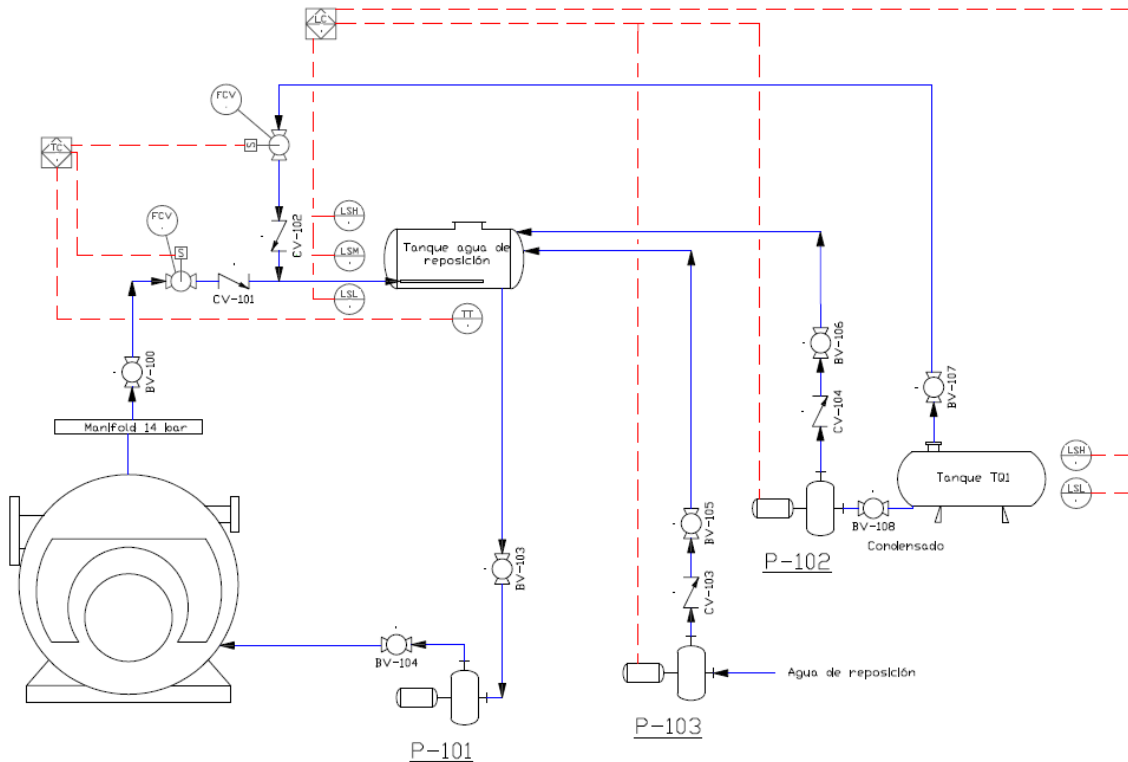 LC
FCV
TC
FCV
S
S
CV-102
LSH
LSM
LSL
Tanque agua de
reposición
CV-101
TT
BV-100
Manifold 14 bar
BV-106
CV-104
BV-107
LSH
LSL
Tanque TQ1
BV-108
Condensado
P-102
BV-105
CV-103
BV-103
BV-104
Agua de reposición
P-103
P-101